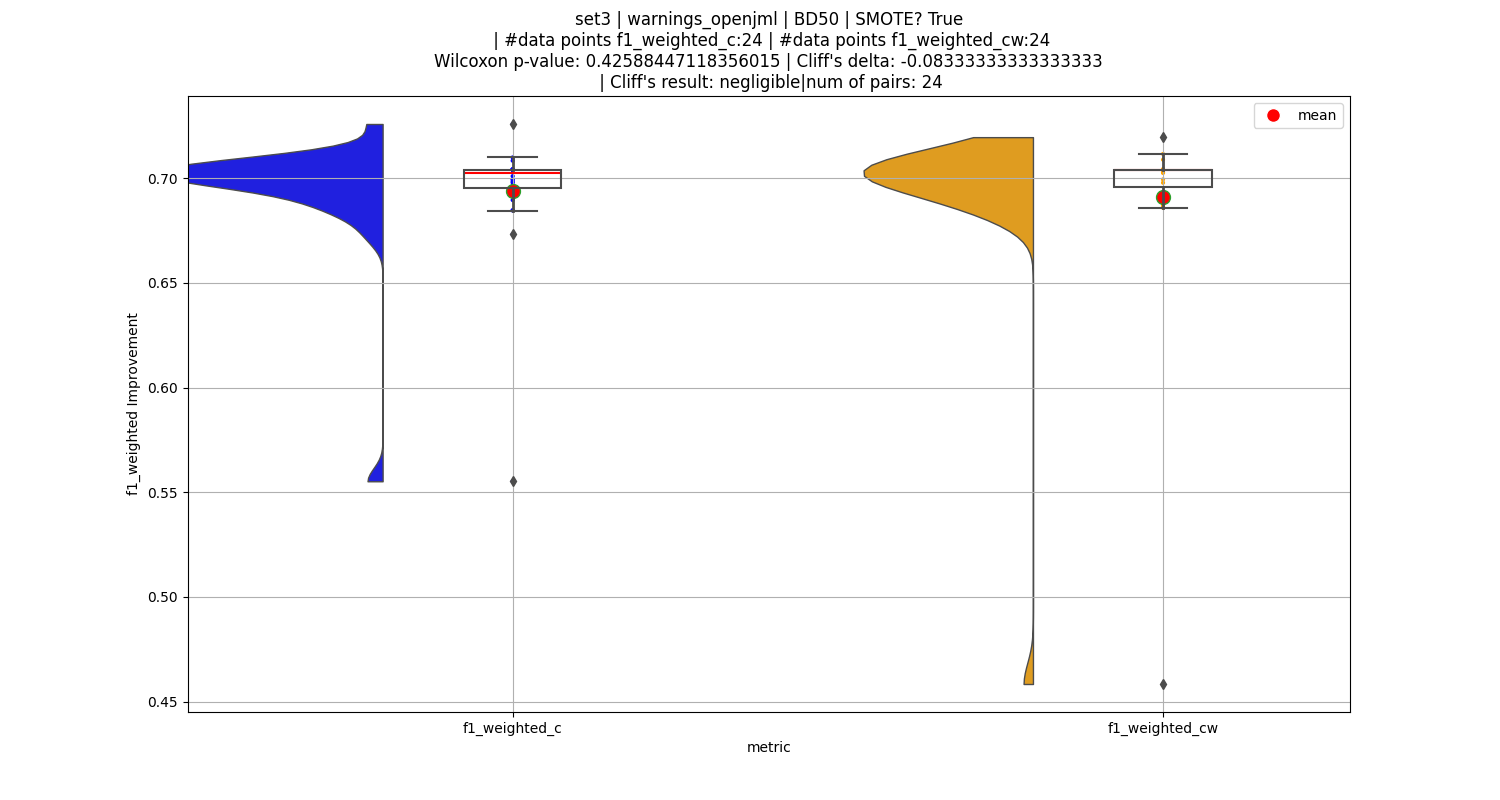 set3 | warnings_openjml | BD50 | SMOTE? True
| #data points f1_weighted_c:24 | #data points f1_weighted_cw:24
Wilcoxon p-value: 0.42588447118356015 | Cliff's delta: -0.08333333333333333
| Cliff's result: negligible|num of pairs: 24
mean
0.70
0.65
0.60
0.55
0.50
0.45
f1_weighted Improvement
f1_weighted_c
f1_weighted_cw
metric